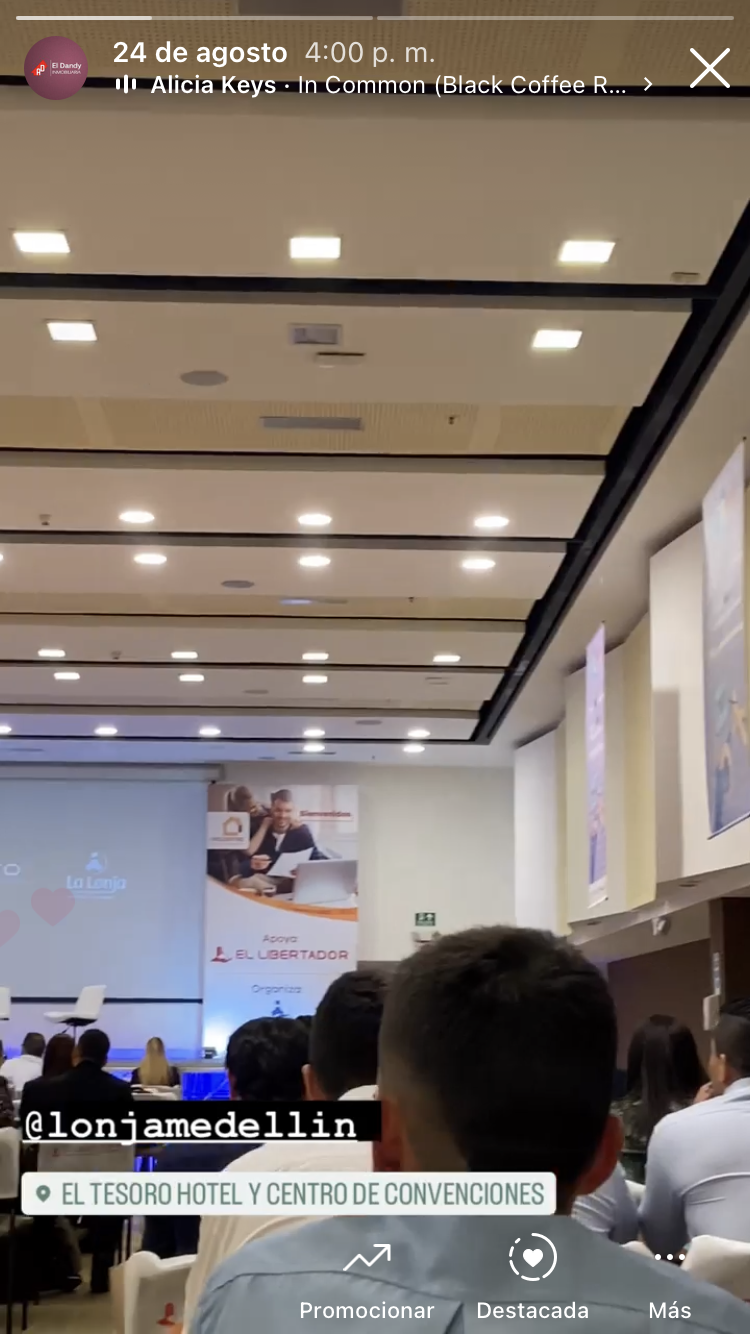 24 de agosto 4:00 p. m.
El Dandy
INMOBILIARIA
Alicia Keys · In Common (Black Coffee R...
Bienvenidos
La Lonja
Apoya:
EL LIBERTADOR
Organiza:
@lonjamedellin
EL TESORO HOTEL Y CENTRO DE CONVENCIONES
Promocionar
Destacada
Más